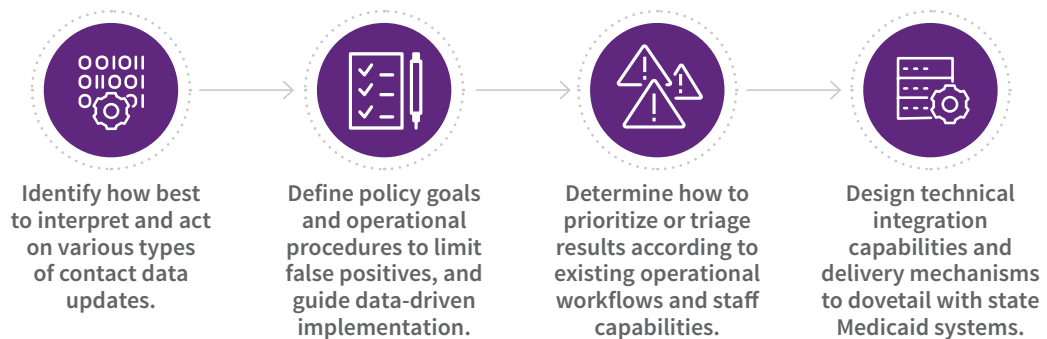 Identify how best
to interpret and act
on various types
of contact data
updates.
Define policy goals
and operational
procedures to limit
false positives, and
guide data-driven
implementation.
Determine how to
prioritize or triage
results according to
existing operational
workflows and staff
capabilities.
Design technical
integration
capabilities and
delivery mechanisms
to dovetail with state
Medicaid systems.